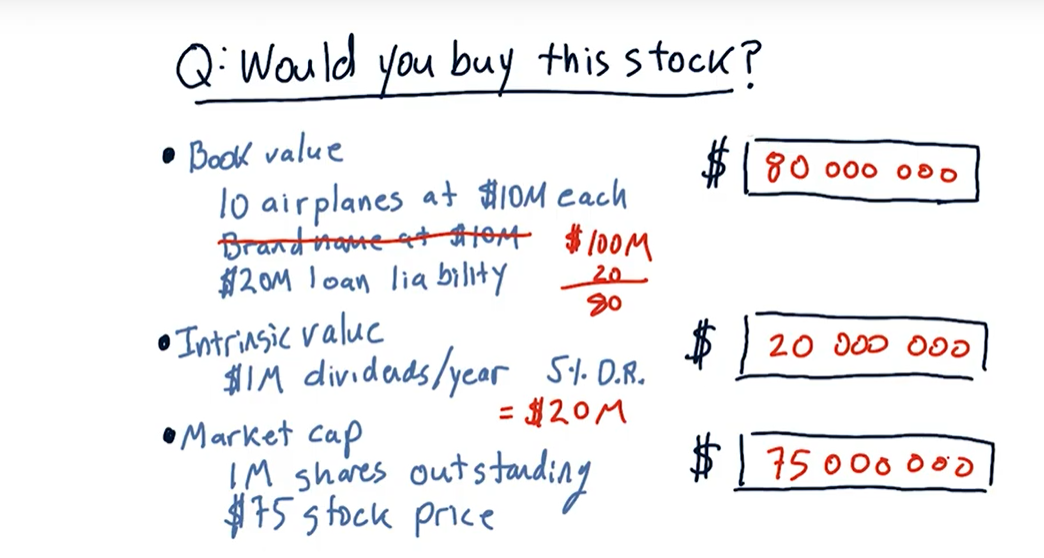 Q: Would you buy this stock?
• Book value
$ 80 000 000
10 airplanes at $10M each
Brand name at $10M $100M
$20M loan liability 20
80
• Intrinsic value
$ 20 000 000
$1M dividends/year 5% D.R.
= $20M
• Market cap
$ 75 000 000
1M shares outstanding
$75 stock price